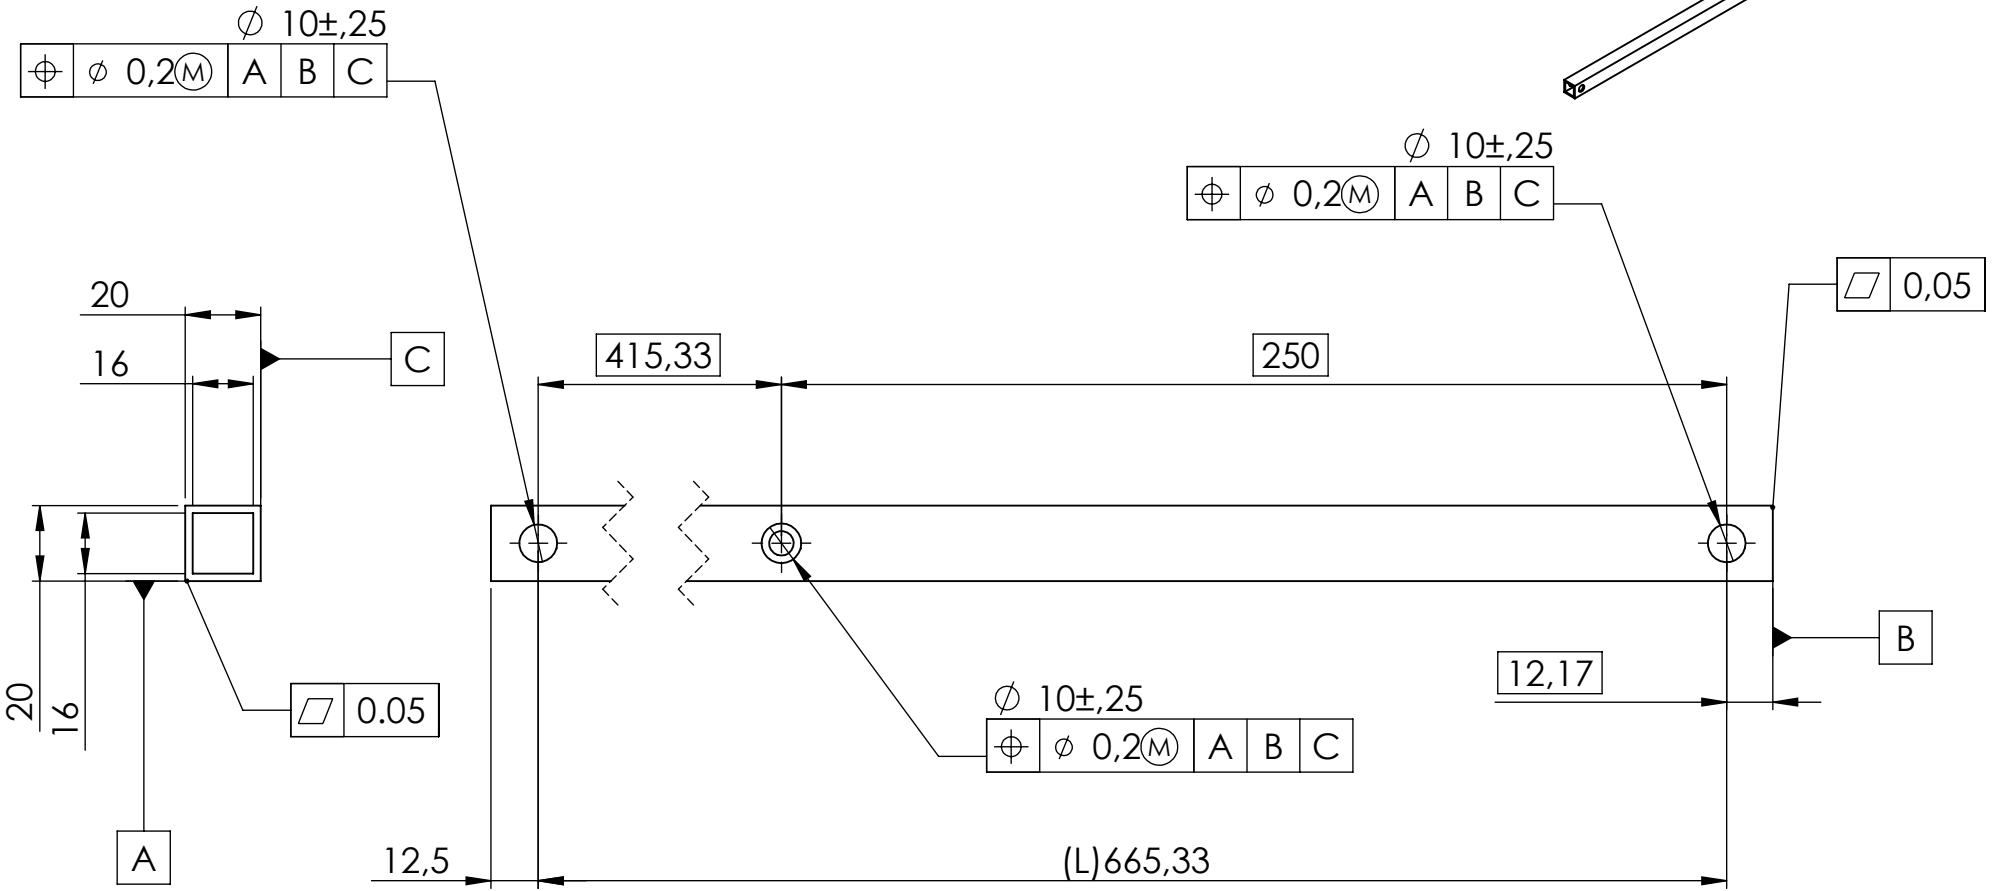 ⌀ 10±,25
⌖ ⌀ 0,2Ⓜ A B C
⌀ 10±,25
⌖ ⌀ 0,2Ⓜ A B C
⏥ 0,05
20
16
C
415,33
250
20
16
⏥ 0.05
A
⌀ 10±,25
⌖ ⌀ 0,2Ⓜ A B C
12,17
B
12,5
(L)665,33